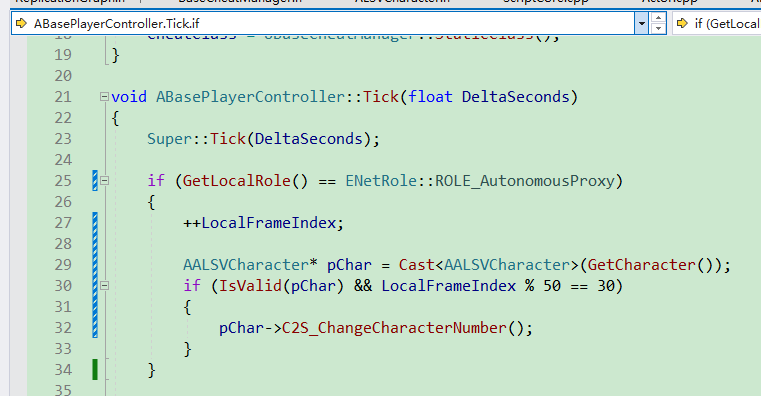 ABasePlayerController.Tick.if
if (GetLocal
18 CheatClass = UBaseCheatManager::StaticClass();
19 }
20
21 void ABasePlayerController::Tick(float DeltaSeconds)
22 {
23 Super::Tick(DeltaSeconds);
24
25 if (GetLocalRole() == ENetRole::ROLE_AutonomousProxy)
26 {
27 ++LocalFrameIndex;
28
29 AALSVCharacter* pChar = Cast<AALSVCharacter>(GetCharacter());
30 if (IsValid(pChar) && LocalFrameIndex % 50 == 30)
31 {
32 pChar->C2S_ChangeCharacterNumber();
33 }
34 }
35